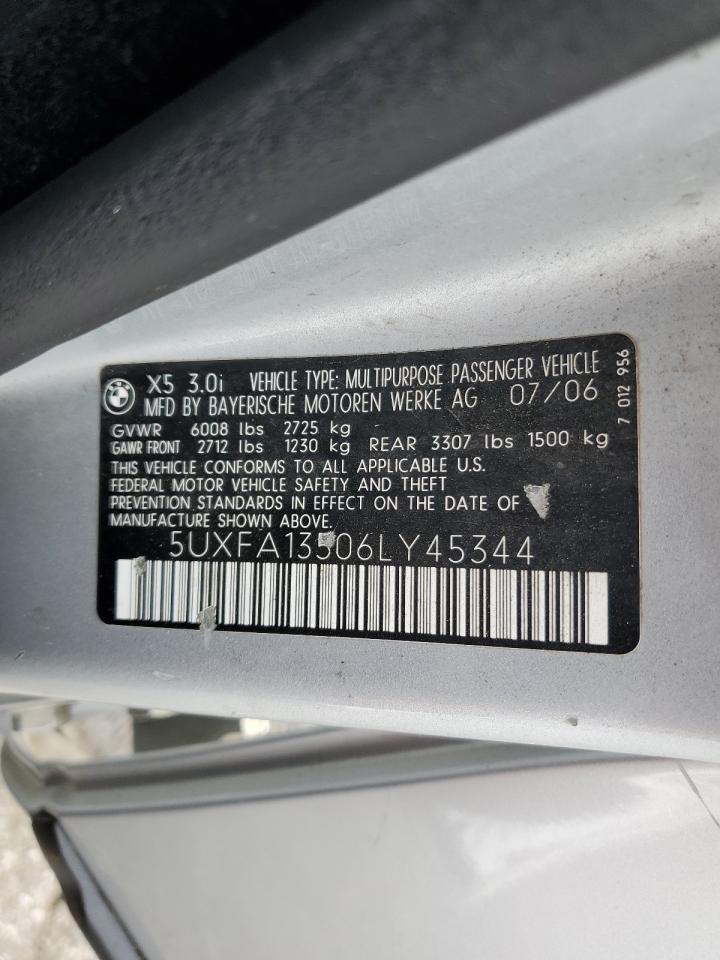 X5 3.0i VEHICLE TYPE: MULTIPURPOSE PASSENGER VEHICLE
MFD BY BAYERISCHE MOTOREN WERKE AG 07/06
GVWR 6008 lbs 2725 kg
GAWR FRONT 2712 lbs 1230 kg REAR 3307 lbs 1500 kg
THIS VEHICLE CONFORMS TO ALL APPLICABLE U.S.
FEDERAL MOTOR VEHICLE SAFETY AND THEFT
PREVENTION STANDARDS IN EFFECT ON THE DATE OF
MANUFACTURE SHOWN ABOVE.
5UXFA13506LY45344
7 012 956
BMW